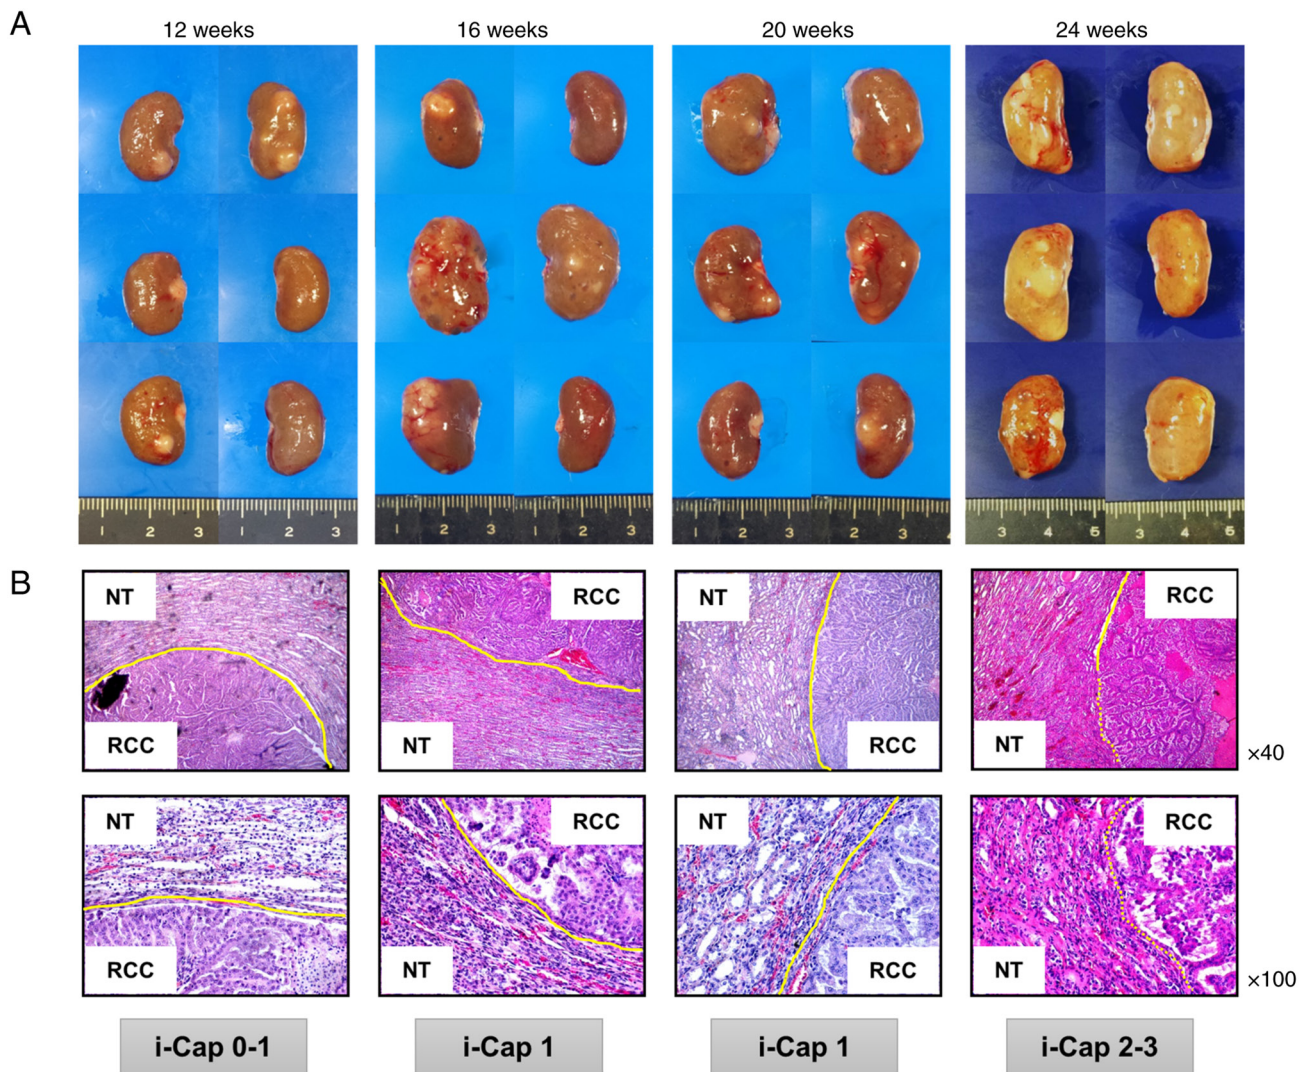 A
12 weeks
16 weeks
20 weeks
24 weeks
1 2 3 1 2 3
1 2 3 1 2 3
1 2 3 2 3 4
3 4 5 3 4 5
B
NT
RCC
RCC
NT
NT
RCC
RCC
NT
×40
NT
RCC
RCC
NT
NT
RCC
RCC
NT
×100
i-Cap 0-1
i-Cap 1
i-Cap 1
i-Cap 2-3